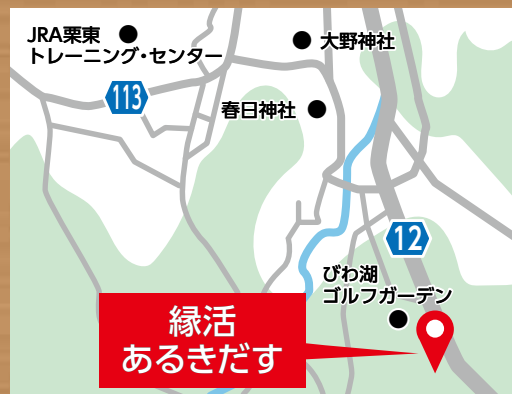 JRA栗東
トレーニング・センター
大野神社
113
春日神社
12
びわ湖
ゴルフガーデン
縁活
あるきだす